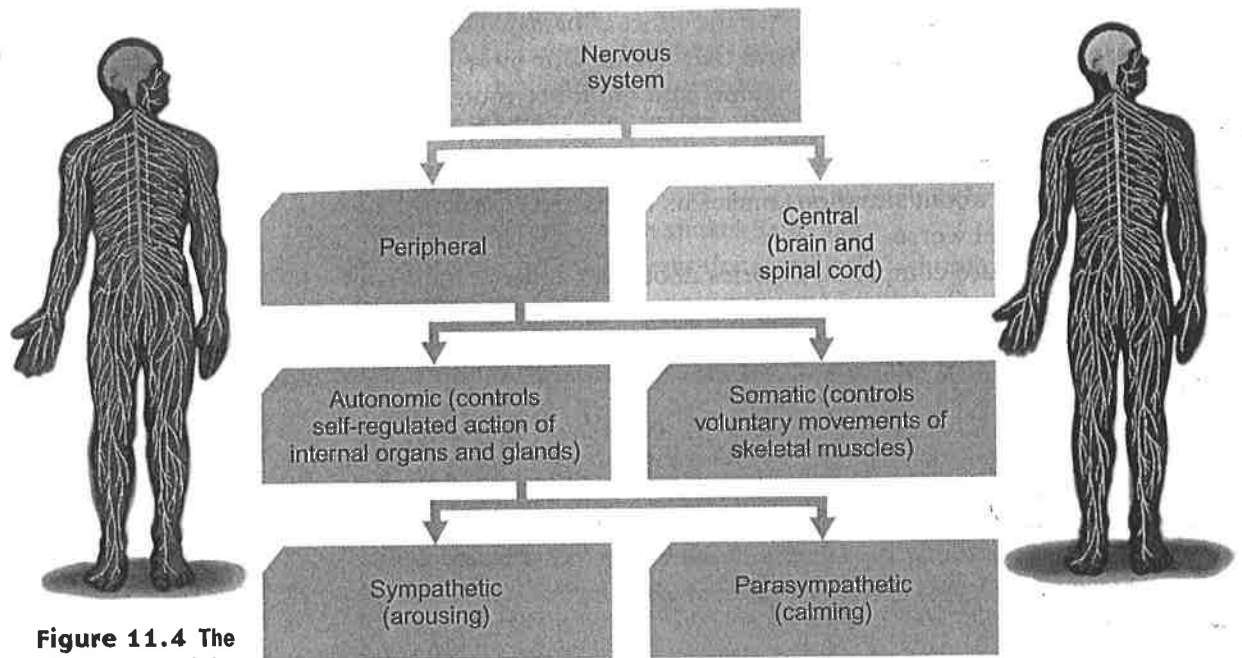 Nervous
system
Peripheral
Central
(brain and
spinal cord)
Autonomic (controls
self-regulated action of
internal organs and glands)
Somatic (controls
voluntary movements of
skeletal muscles)
Sympathetic
(arousing)
Parasympathetic
(calming)
Figure 11.4 The